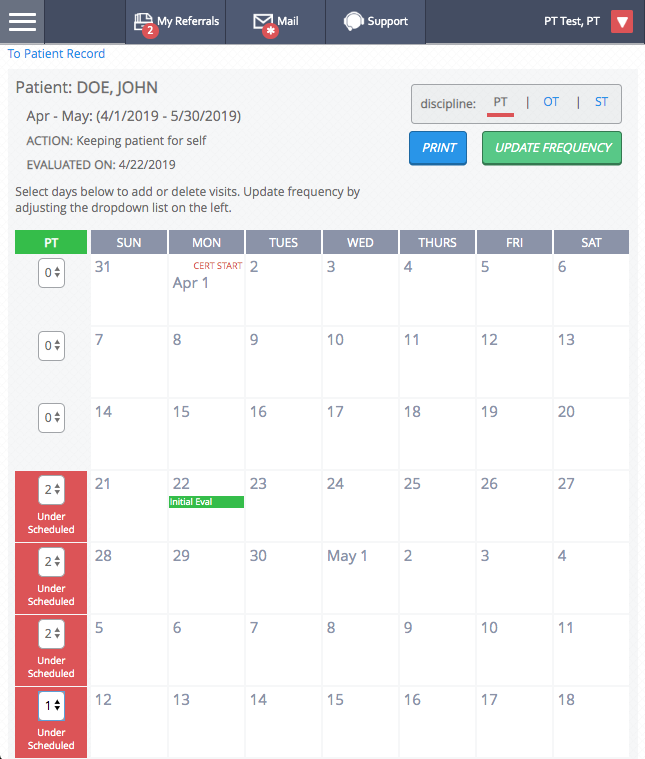 My Referrals
2
Mail
*
Support
PT Test, PT
To Patient Record
Patient: DOE, JOHN
Apr - May: (4/1/2019 - 5/30/2019)
ACTION: Keeping patient for self
EVALUATED ON: 4/22/2019
discipline: PT | OT | ST
PRINT
UPDATE FREQUENCY
Select days below to add or delete visits. Update frequency by
adjusting the dropdown list on the left.
PT SUN MON TUES WED THURS FRI SAT
CERT START
0 31 Apr 1 2 3 4 5 6
0 7 8 9 10 11 12 13
0 14 15 16 17 18 19 20
2 21 22 23 24 25 26 27
Initial Eval
Under
Scheduled
2 28 29 30 May 1 2 3 4
Under
Scheduled
2 5 6 7 8 9 10 11
Under
Scheduled
1 12 13 14 15 16 17 18
Under
Scheduled